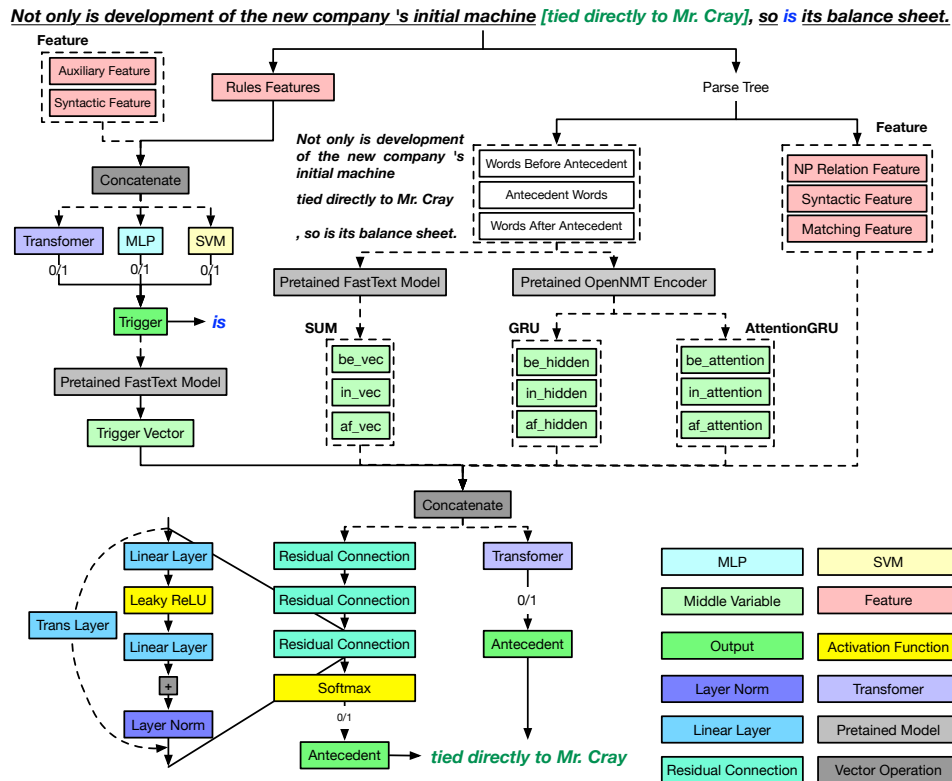 Not only is development of the new company 's initial machine [tied directly to Mr. Cray], so is its balance sheet.
Feature
Auxiliary Feature
Syntactic Feature
Rules Features
Parse Tree
Concatenate
Transfomer
MLP
SVM
0/1
0/1
0/1
Trigger
is
Pretained FastText Model
Trigger Vector
Not only is development
of the new company 's
initial machine
tied directly to Mr. Cray
, so is its balance sheet.
Words Before Antecedent
Antecedent Words
Words After Antecedent
Feature
NP Relation Feature
Syntactic Feature
Matching Feature
Pretained FastText Model
Pretained OpenNMT Encoder
SUM
be_vec
in_vec
af_vec
GRU
be_hidden
in_hidden
af_hidden
AttentionGRU
be_attention
in_attention
af_attention
Concatenate
Linear Layer
Leaky ReLU
Trans Layer
Linear Layer
+
Layer Norm
Residual Connection
Residual Connection
Residual Connection
Softmax
0/1
Antecedent
Transfomer
0/1
Antecedent
tied directly to Mr. Cray
MLP
SVM
Middle Variable
Feature
Output
Activation Function
Layer Norm
Transfomer
Linear Layer
Pretained Model
Residual Connection
Vector Operation